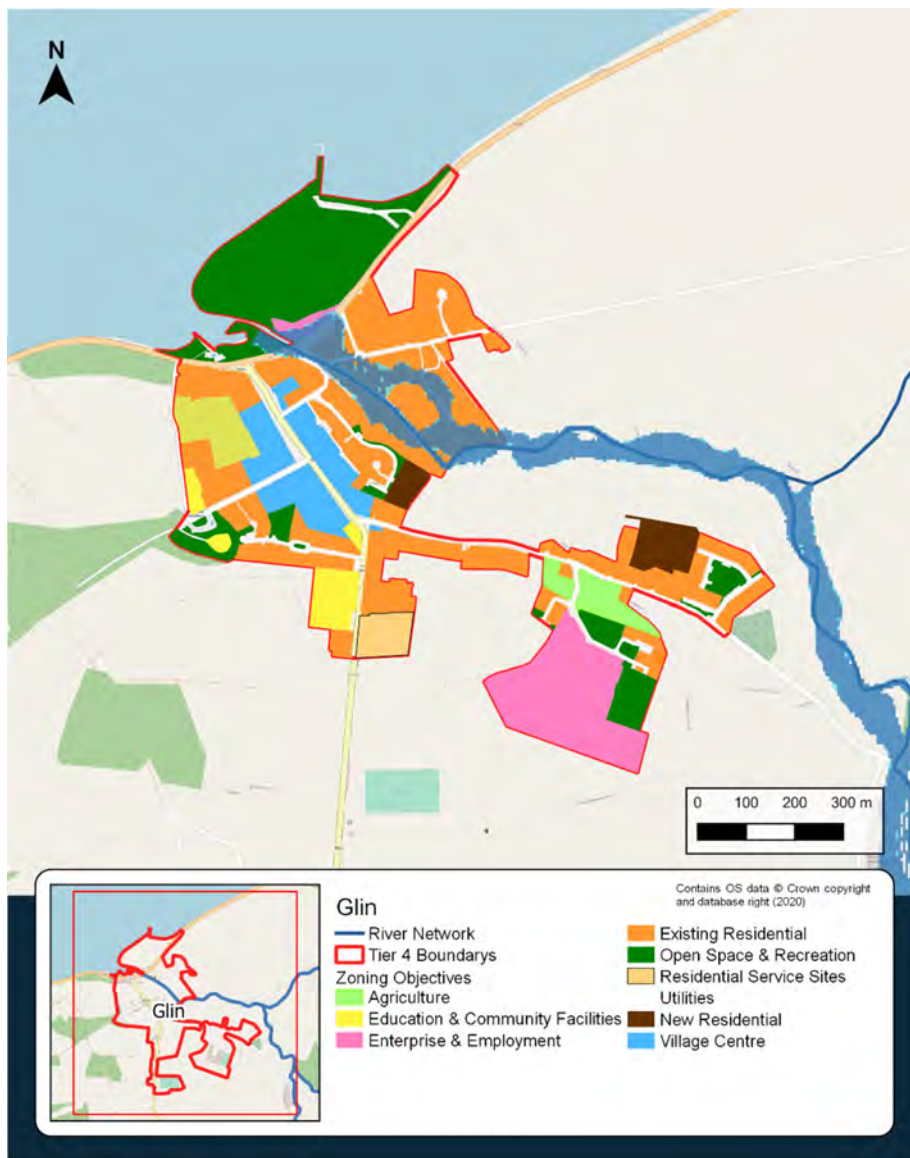 N
0 100 200 300 m
Contains OS data © Crown copyright
and database right (2020)
Glin
River Network
Tier 4 Boundarys
Zoning Objectives
Agriculture
Education & Community Facilities
Enterprise & Employment
Existing Residential
Open Space & Recreation
Residential Service Sites
Utilities
New Residential
Village Centre
Glin